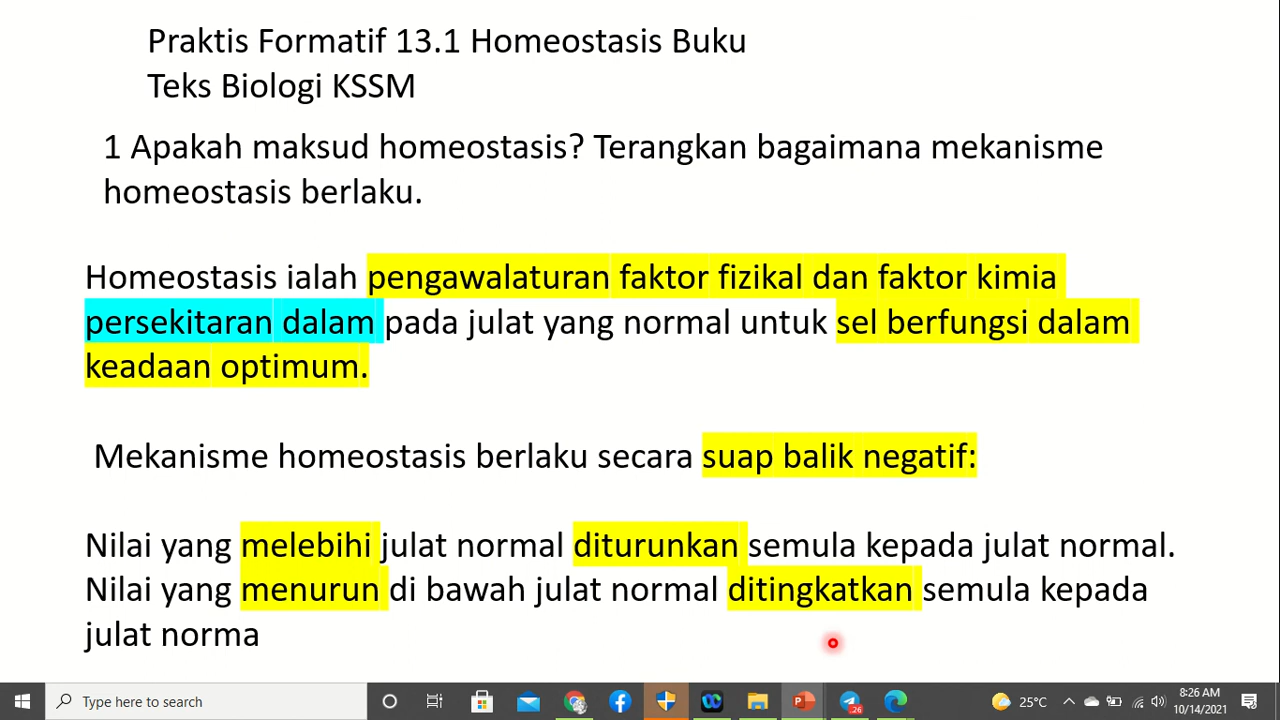 Praktis Formatif 13.1 Homeostasis Buku
Teks Biologi KSSM
1 Apakah maksud homeostasis? Terangkan bagaimana mekanisme
homeostasis berlaku.
Homeostasis ialah pengawalaturan faktor fizikal dan faktor kimia
persekitaran dalam pada julat yang normal untuk sel berfungsi dalam
keadaan optimum.
Mekanisme homeostasis berlaku secara suap balik negatif:
Nilai yang melebihi julat normal diturunkan semula kepada julat normal.
Nilai yang menurun di bawah julat normal ditingkatkan semula kepada
julat norma
Type here to search
26
25°C
8:26 AM
10/14/2021